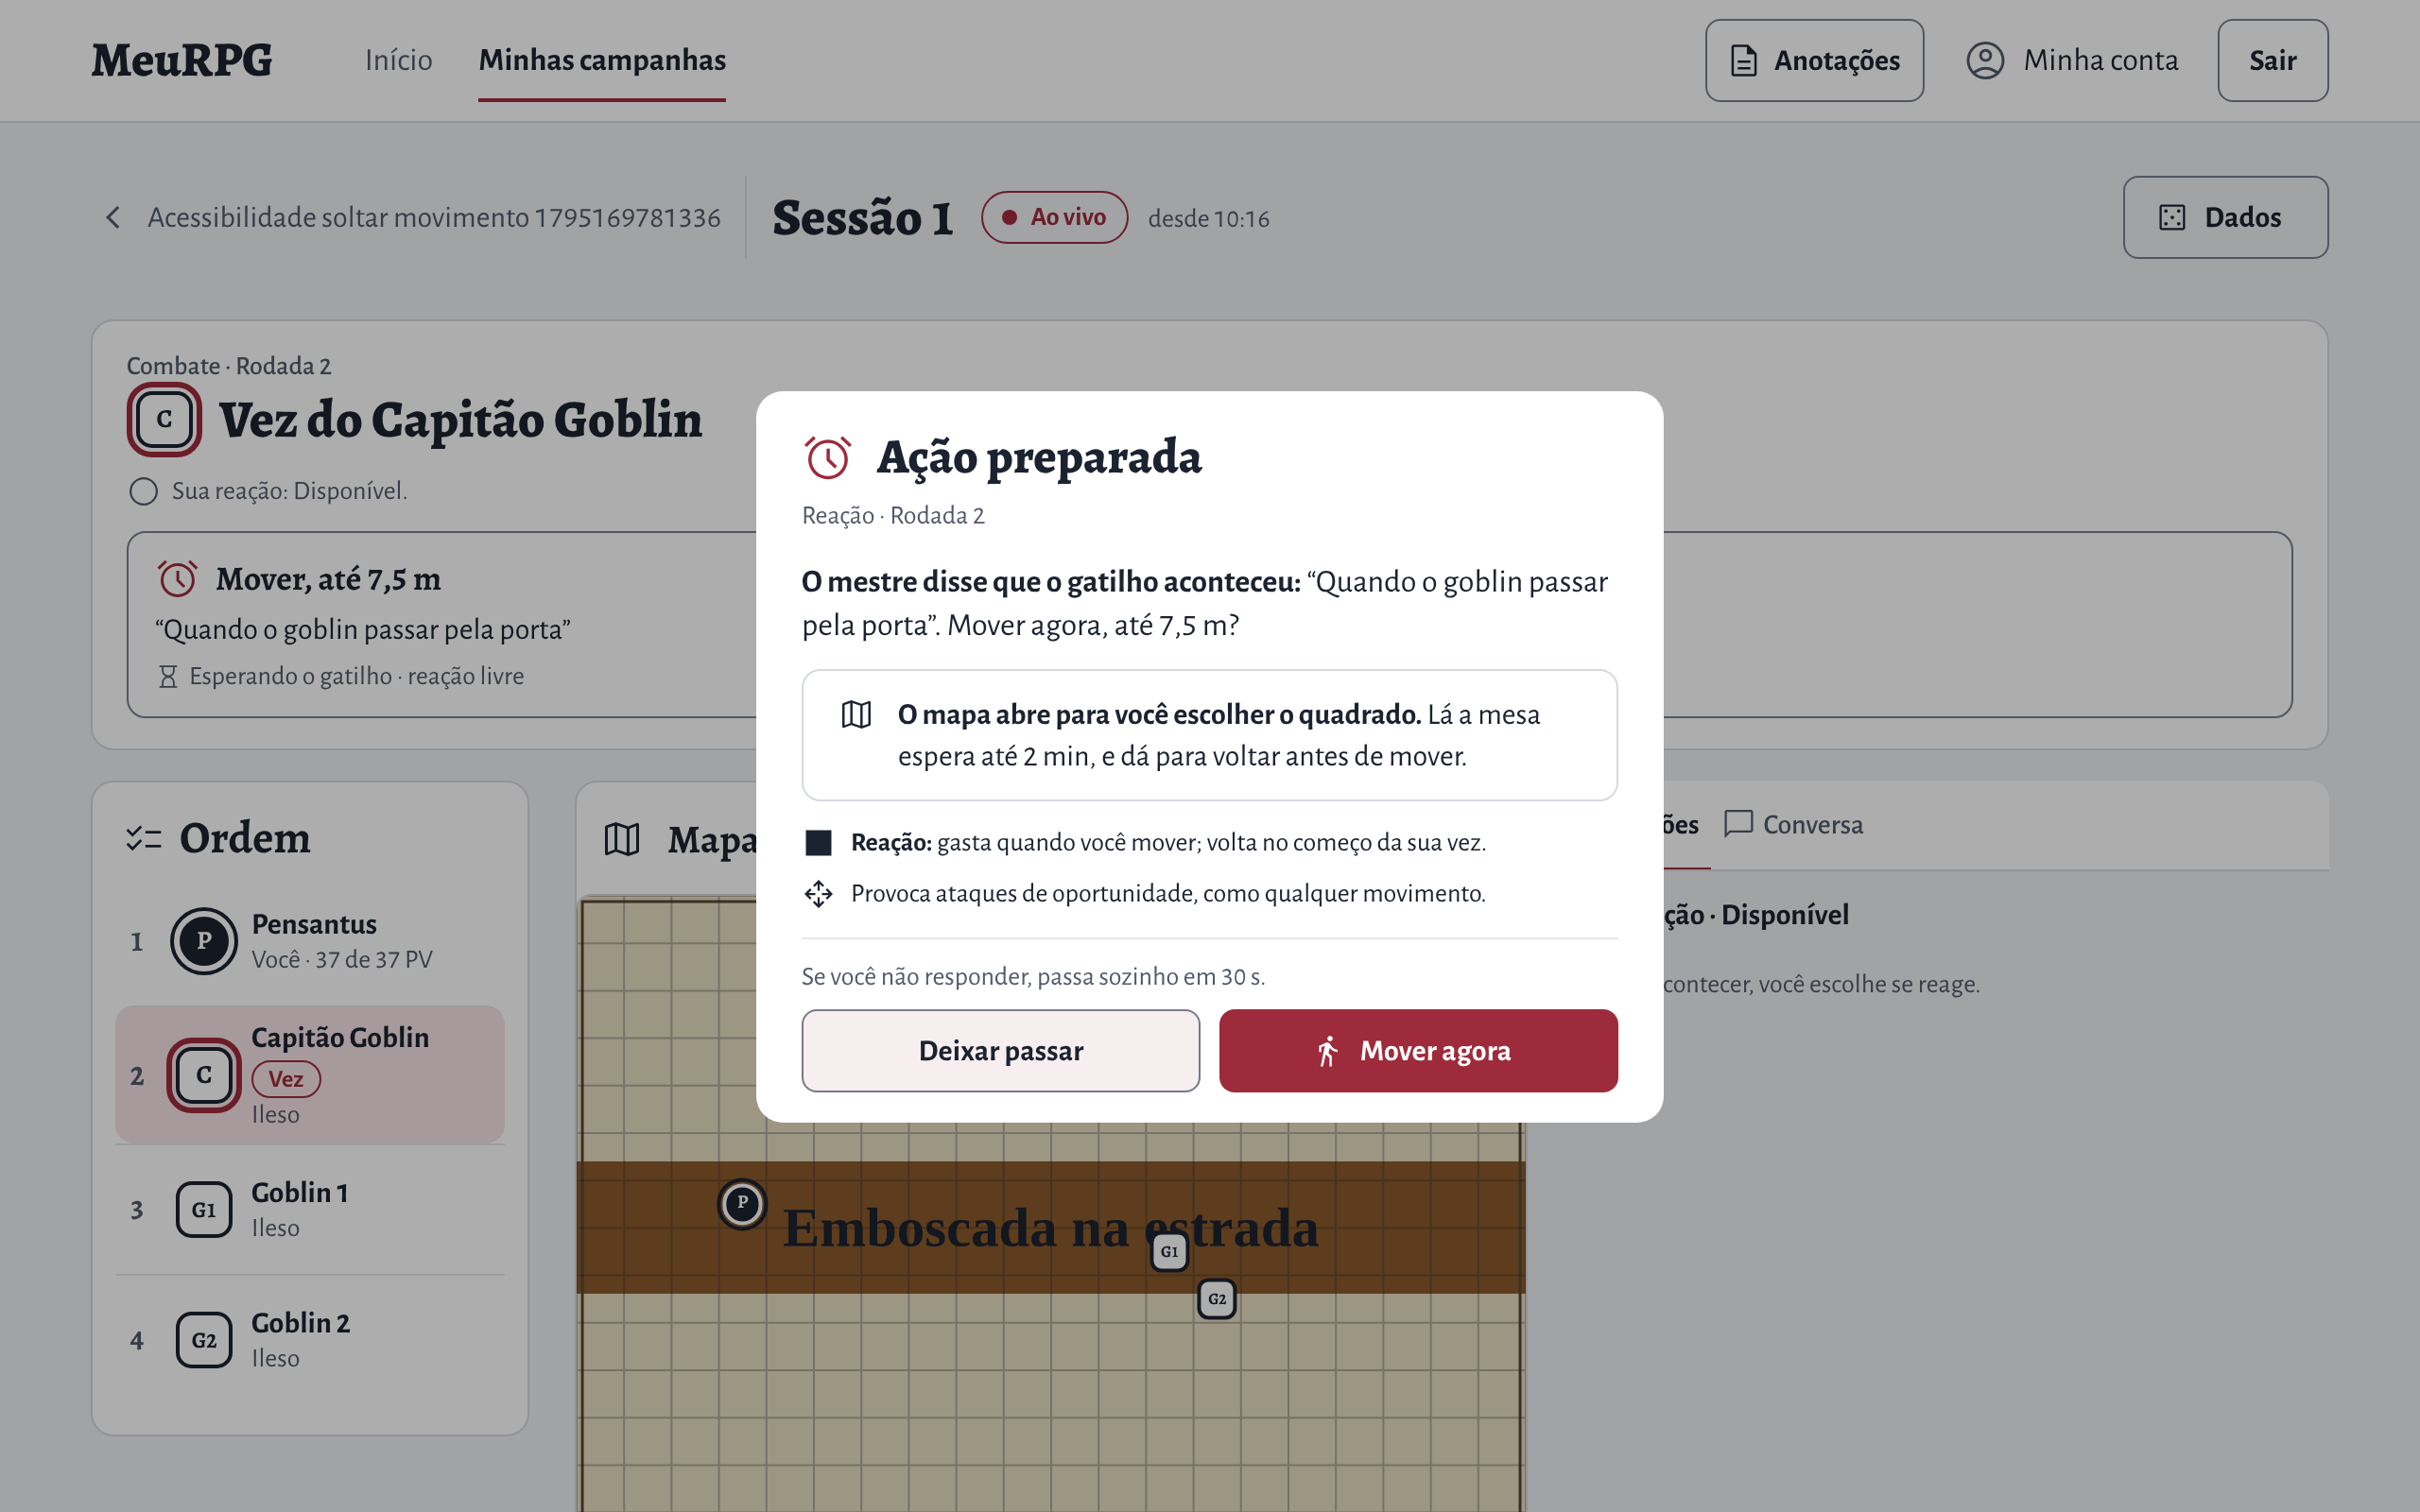 MeuRPG
Início
Minhas campanhas
Anotações
Minha conta
Sair
Acessibilidade soltar movimento 1795169781336
Sessão 1
Ao vivo
desde 10:16
Dados
Combate · Rodada 2
C
Vez do Capitão Goblin
Sua reação: Disponível.
Mover, até 7,5 m
“Quando o goblin passar pela porta”
Esperando o gatilho · reação livre
Ação preparada
Reação · Rodada 2
O mestre disse que o gatilho aconteceu: “Quando o goblin passar
pela porta”. Mover agora, até 7,5 m?
O mapa abre para você escolher o quadrado. Lá a mesa
espera até 2 min, e dá para voltar antes de mover.
Reação: gasta quando você mover; volta no começo da sua vez.
Provoca ataques de oportunidade, como qualquer movimento.
Se você não responder, passa sozinho em 30 s.
Deixar passar
Mover agora
Ordem
1
P
Pensantus
Você · 37 de 37 PV
2
C
Capitão Goblin
Vez
Ileso
3
G1
Goblin 1
Ileso
4
G2
Goblin 2
Ileso
Mapa
P
Emboscada na estrada
G1
G2
ões
Conversa
ção · Disponível
contecer, você escolhe se reage.